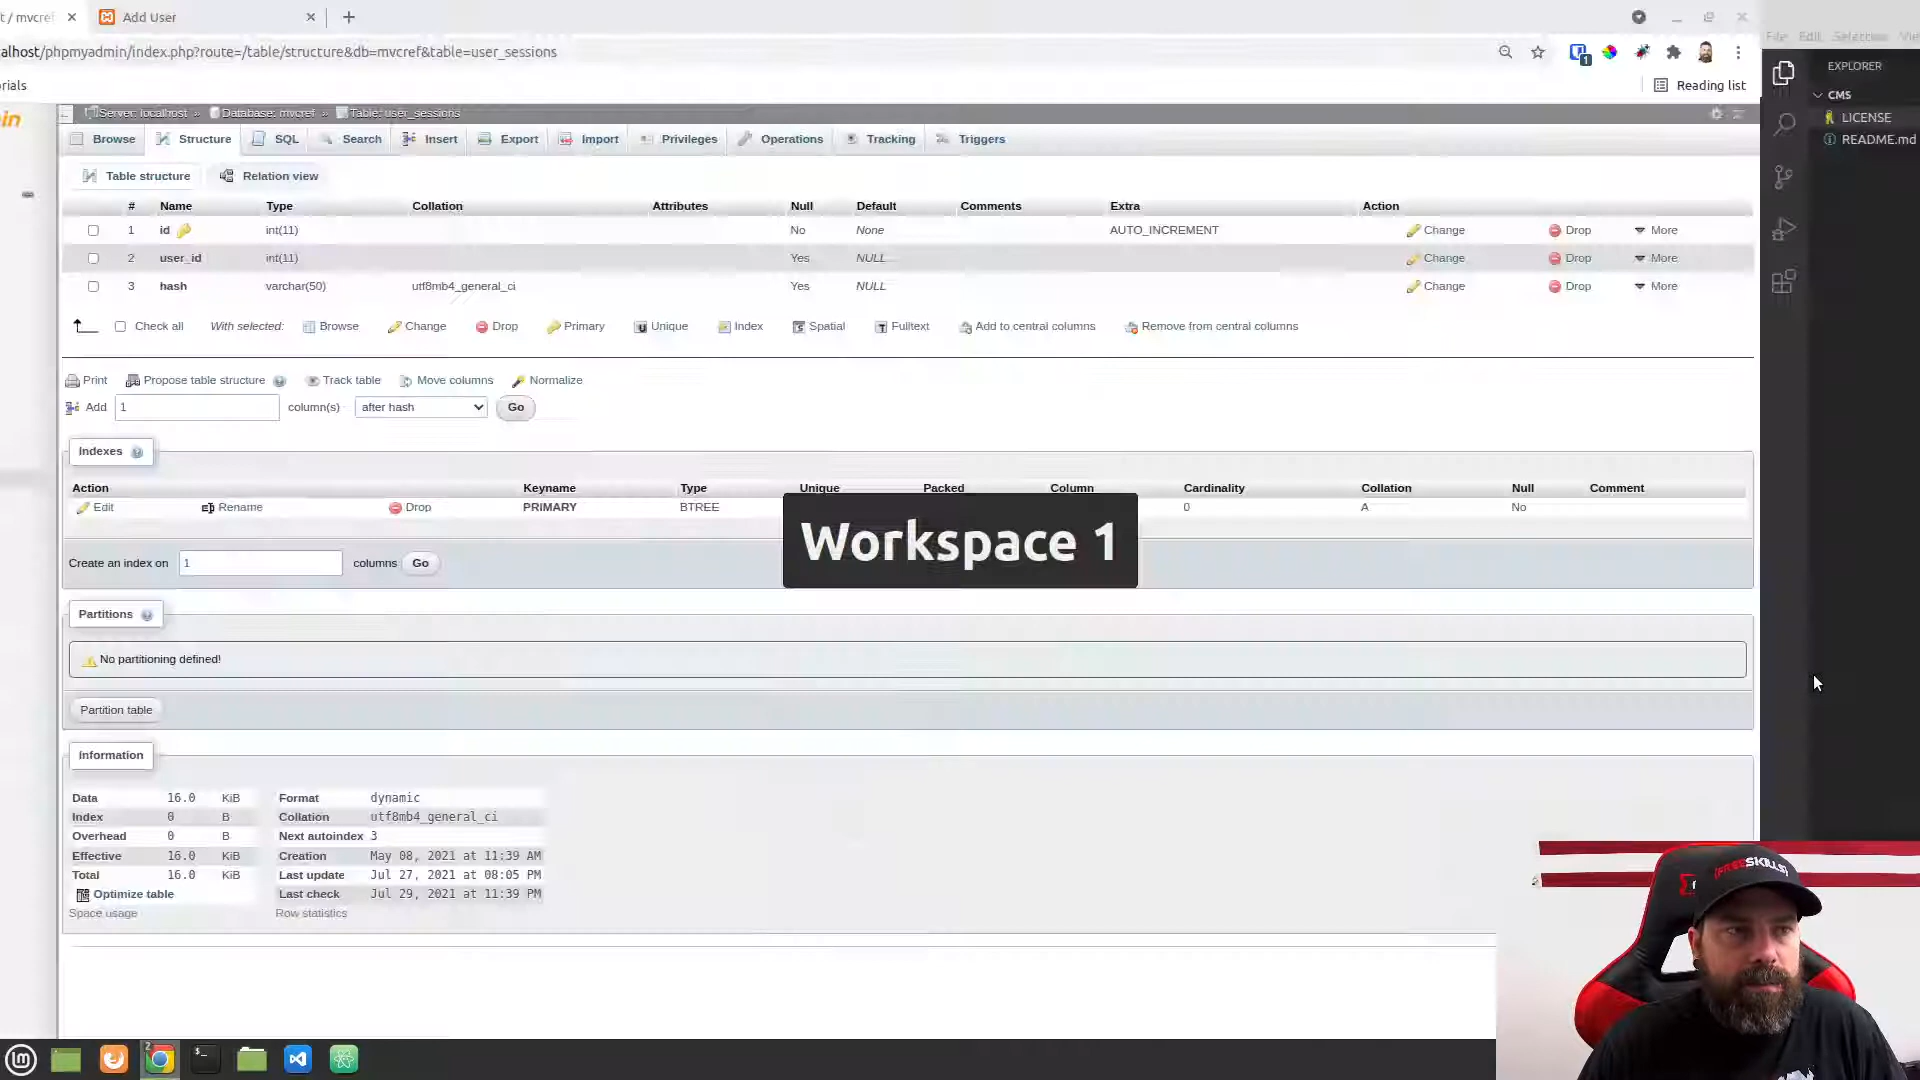 t / mvcref
Add User
alhost/phpmyadmin/index.php?route=/table/structure&db=mvcref&table=user_sessions
rials
Reading list
in
Server: localhost » Database: mvcref » Table: user_sessions
Browse Structure SQL Search Insert Export Import Privileges Operations Tracking Triggers
Table structure Relation view
# Name Type Collation Attributes Null Default Comments Extra Action
1 id int(11) No None AUTO_INCREMENT Change Drop More
2 user_id int(11) Yes NULL Change Drop More
3 hash varchar(50) utf8mb4_general_ci Yes NULL Change Drop More
Check all With selected: Browse Change Drop Primary Unique Index Spatial Fulltext Add to central columns Remove from central columns
Print Propose table structure Track table Move columns Normalize
Add 1 column(s) after hash Go
Indexes
Action Keyname Type Unique Packed Column Cardinality Collation Null Comment
Edit Rename Drop PRIMARY BTREE 0 A No
Workspace 1
Create an index on 1 columns Go
Partitions
No partitioning defined!
Partition table
Information
Data 16.0 KiB
Index 0 B
Overhead 0 B
Effective 16.0 KiB
Total 16.0 KiB
Optimize table
Space usage
Format dynamic
Collation utf8mb4_general_ci
Next autoindex 3
Creation May 08, 2021 at 11:39 AM
Last update Jul 27, 2021 at 08:05 PM
Last check Jul 29, 2021 at 11:39 PM
Row statistics
File Edit Selection
EXPLORER
CMS
LICENSE
README.md
(FREESKILLS)